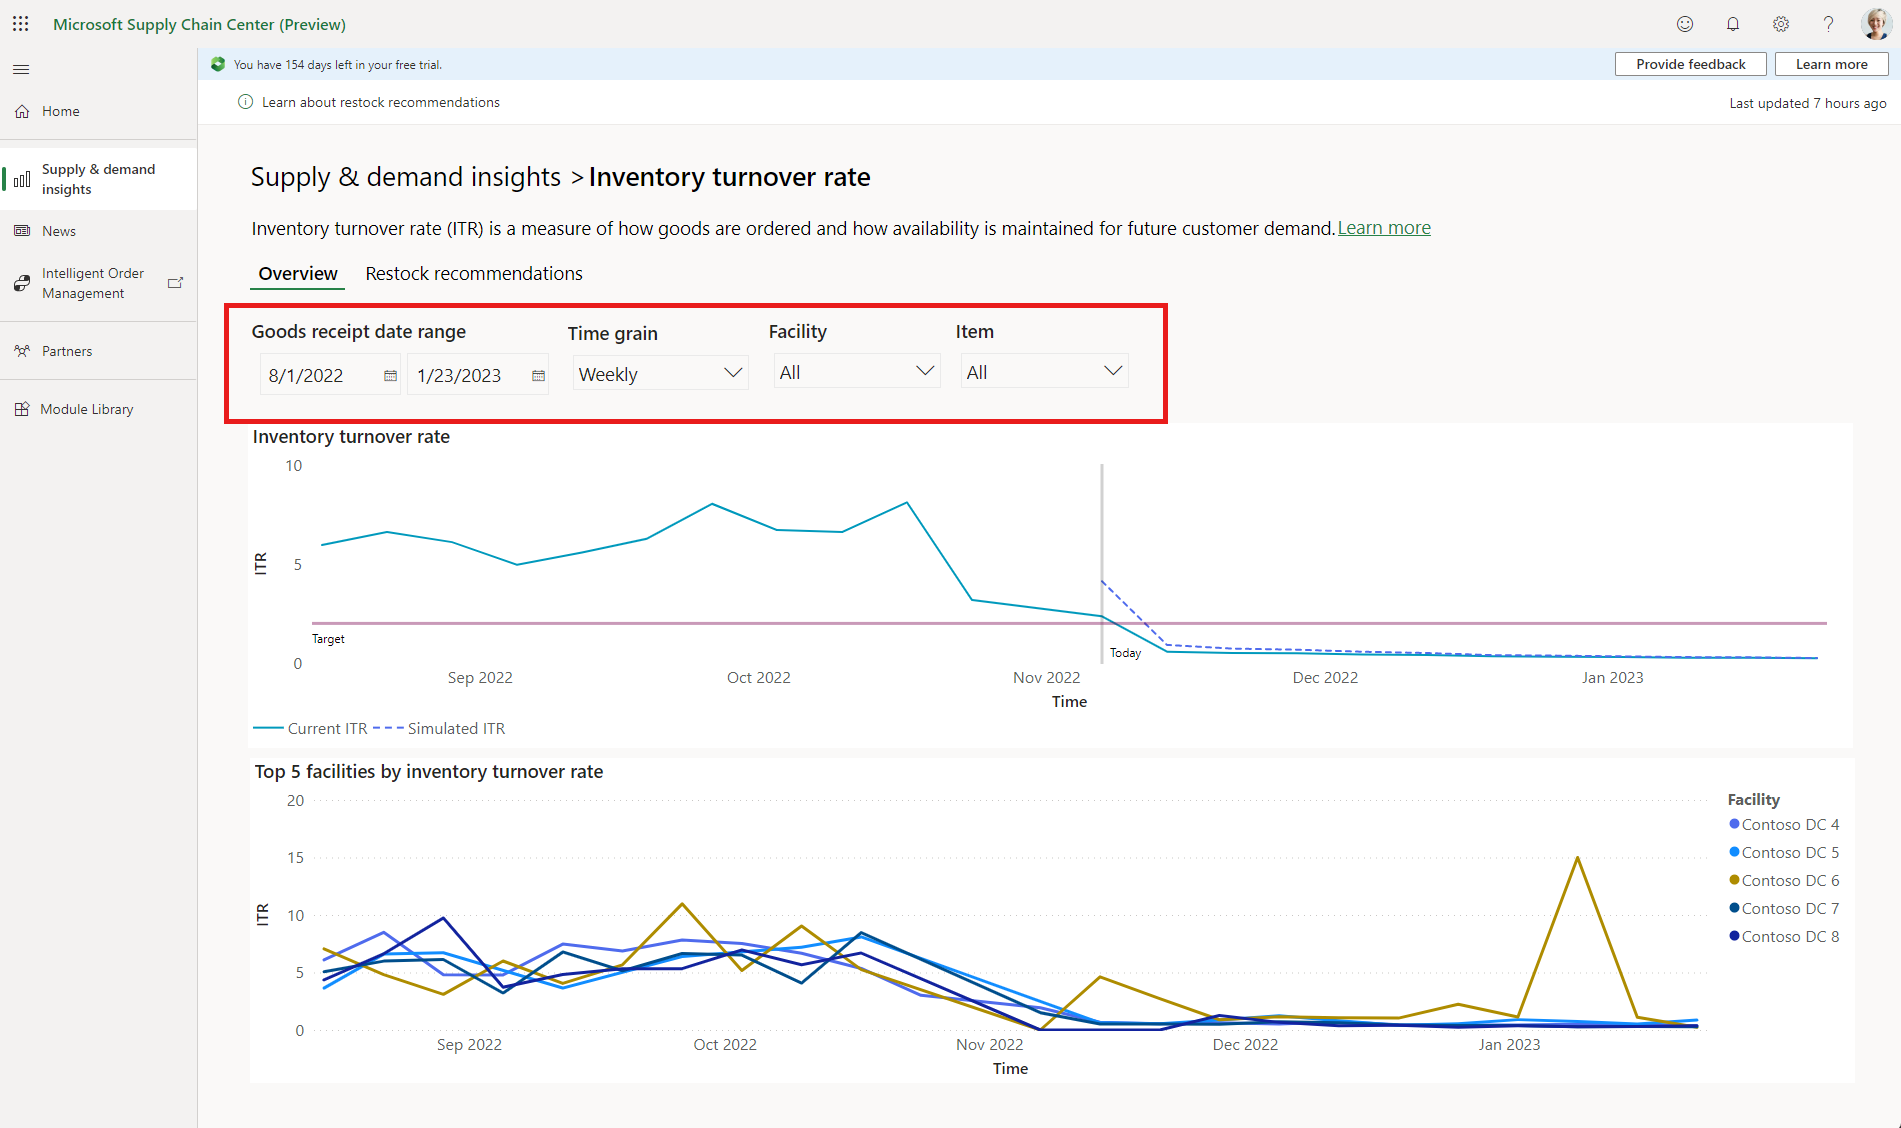 Microsoft Supply Chain Center (Preview)
You have 154 days left in your free trial.
Provide feedback
Learn more
Learn about restock recommendations
Last updated 7 hours ago
Home
Supply & demand
insights
News
Intelligent Order
Management
Partners
Module Library
Supply & demand insights > Inventory turnover rate
Inventory turnover rate (ITR) is a measure of how goods are ordered and how availability is maintained for future customer demand. Learn more
Overview
Restock recommendations
Goods receipt date range
Time grain
Facility
Item
8/1/2022
1/23/2023
Weekly
All
All
Inventory turnover rate
10
5
0
ITR
Target
Today
Sep 2022
Oct 2022
Nov 2022
Dec 2022
Jan 2023
Time
Current ITR
Simulated ITR
Top 5 facilities by inventory turnover rate
20
15
10
5
0
ITR
Sep 2022
Oct 2022
Nov 2022
Dec 2022
Jan 2023
Time
Facility
Contoso DC 4
Contoso DC 5
Contoso DC 6
Contoso DC 7
Contoso DC 8